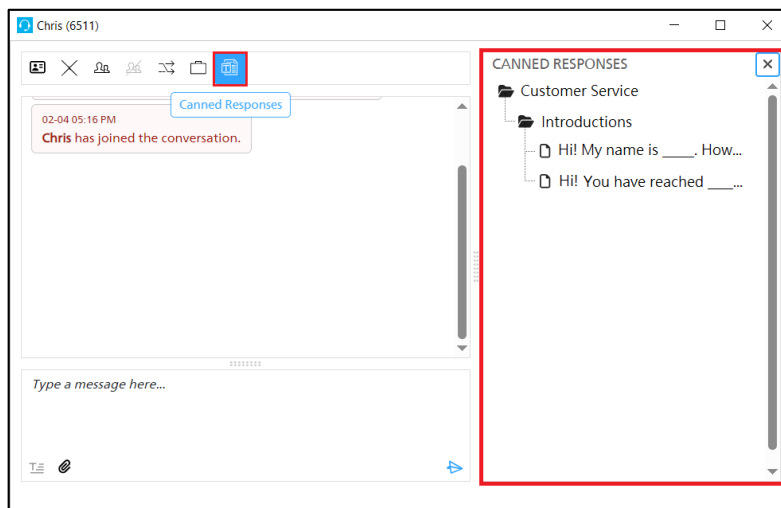 Chris (6511)
Canned Responses
02-04 05:16 PM
Chris has joined the conversation.
Type a message here...
CANNED RESPONSES
Customer Service
Introductions
Hi! My name is ____. How...
Hi! You have reached ___...